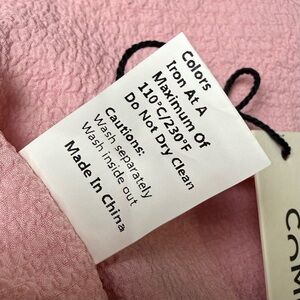 Colors
Iron At A
Maximum Of
110°C/230°F
Do Not Dry Clean
Cautions:
Wash separately
Wash inside out
Made In China